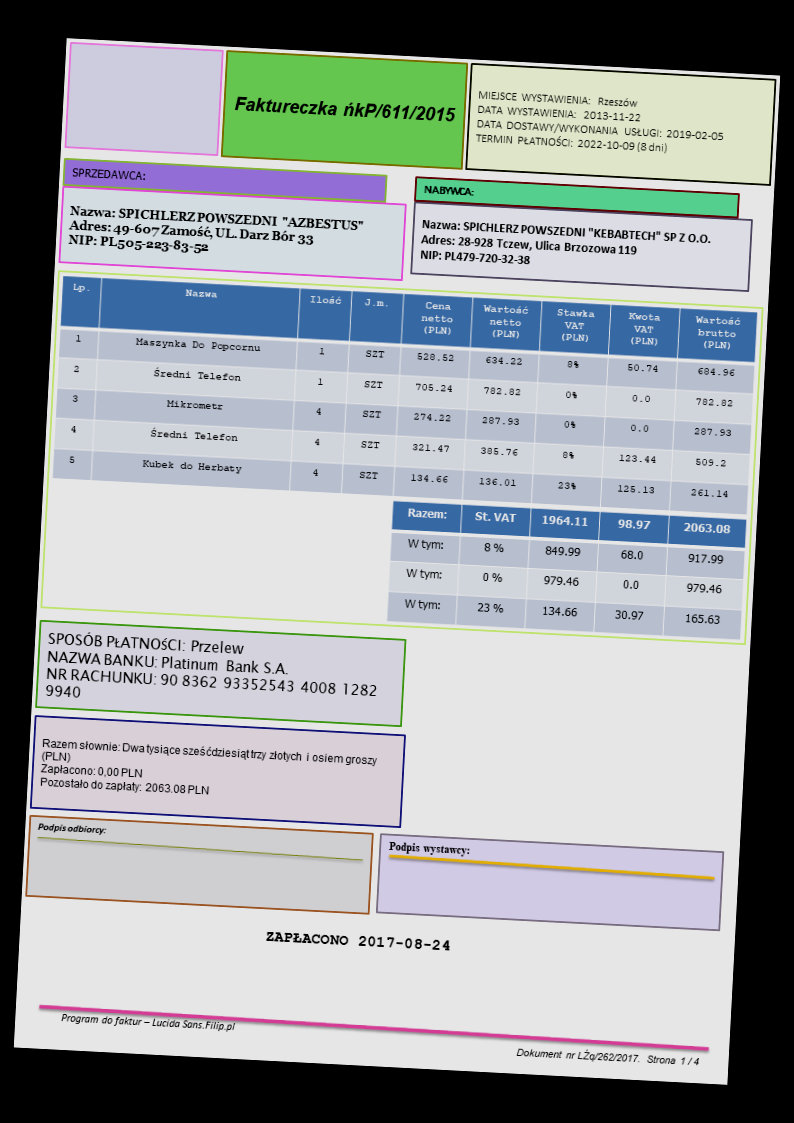 Faktureczka ńkP/611/2015
MIEJSCE WYSTAWIENIA: Rzeszów
DATA WYSTAWIENIA: 2013-11-22
DATA DOSTAWY/WYKONANIA USŁUGI: 2019-02-05
TERMIN PŁATNOŚCI: 2022-10-09 (8 dni)
SPRZEDAWCA:
Nazwa: SPICHLERZ POWSZEDNI "AZBESTUS"
Adres: 49-607 Zamość, UL. Darz Bór 33
NIP: PL505-223-83-52
NABYWCA:
Nazwa: SPICHLERZ POWSZEDNI "KEBABTECH" SP Z O.O.
Adres: 28-928 Tczew, Ulica Brzozowa 119
NIP: PL479-720-32-38
Lp. Nazwa Ilość J.m. Cena netto (PLN) Wartość netto (PLN) Stawka VAT (PLN) Kwota VAT (PLN) Wartość brutto (PLN)
1 Maszynka Do Popcornu 1 SZT 528.52 634.22 8% 50.74 684.96
2 Średni Telefon 1 SZT 705.24 782.82 0% 0.0 782.82
3 Mikrometr 4 SZT 274.22 287.93 0% 0.0 287.93
4 Średni Telefon 4 SZT 321.47 385.76 8% 123.44 509.2
5 Kubek do Herbaty 4 SZT 134.66 136.01 23% 125.13 261.14
Razem: St. VAT 1964.11 98.97 2063.08
W tym: 8 % 849.99 68.0 917.99
W tym: 0 % 979.46 0.0 979.46
W tym: 23 % 134.66 30.97 165.63
SPOSÓB PŁATNOŚCI: Przelew
NAZWA BANKU: Platinum Bank S.A.
NR RACHUNKU: 90 8362 93352543 4008 1282
9940
Razem słownie: Dwa tysiące sześćdziesiąt trzy złotych i osiem groszy
(PLN)
Zapłacono: 0,00 PLN
Pozostało do zapłaty: 2063.08 PLN
Podpis odbiorcy:
Podpis wystawcy:
ZAPŁACONO 2017-08-24
Program do faktur – Lucida Sans.Filip.pl
Dokument nr LŻq/262/2017. Strona 1 / 4